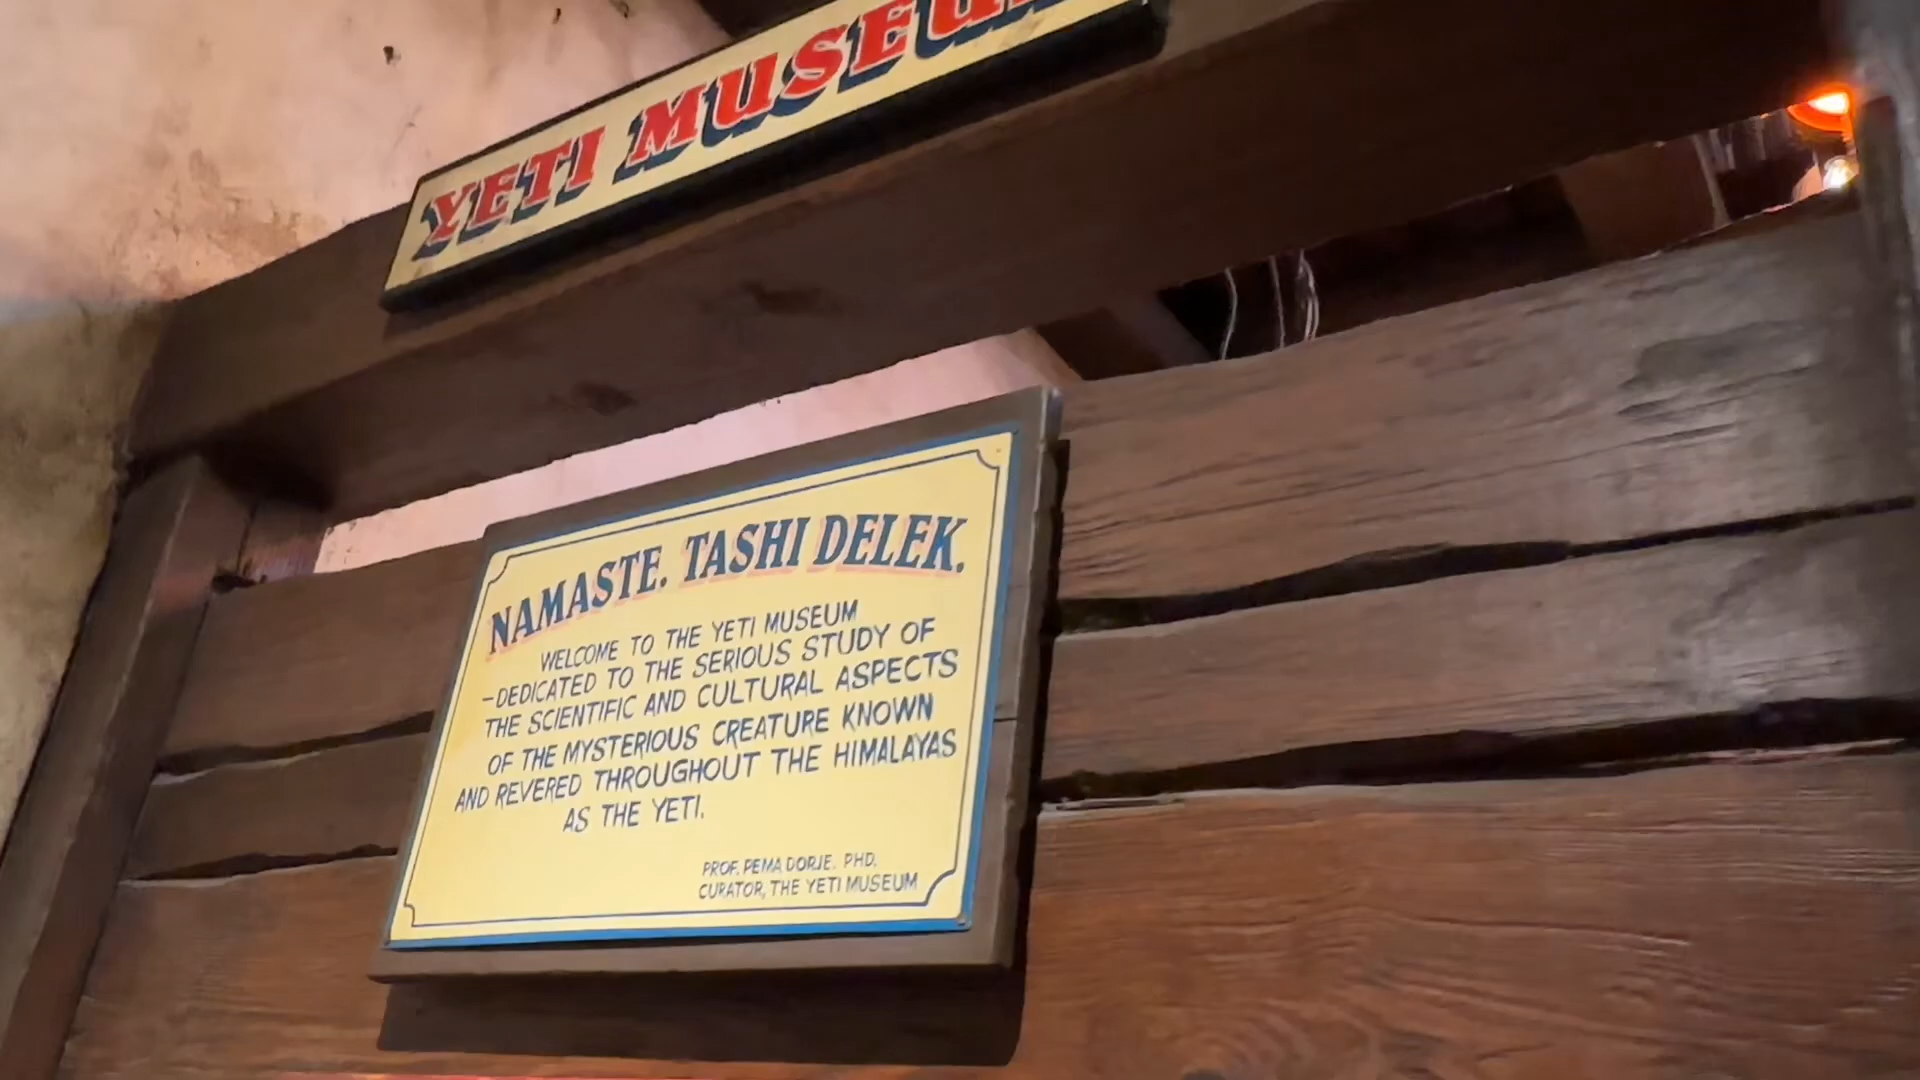 YETI MUSEUM
NAMASTE. TASHI DELEK.
WELCOME TO THE YETI MUSEUM
-DEDICATED TO THE SERIOUS STUDY OF
THE SCIENTIFIC AND CULTURAL ASPECTS
OF THE MYSTERIOUS CREATURE KNOWN
AND REVERED THROUGHOUT THE HIMALAYAS
AS THE YETI.
PROF. PEMA DORJE, PHD.
CURATOR, THE YETI MUSEUM